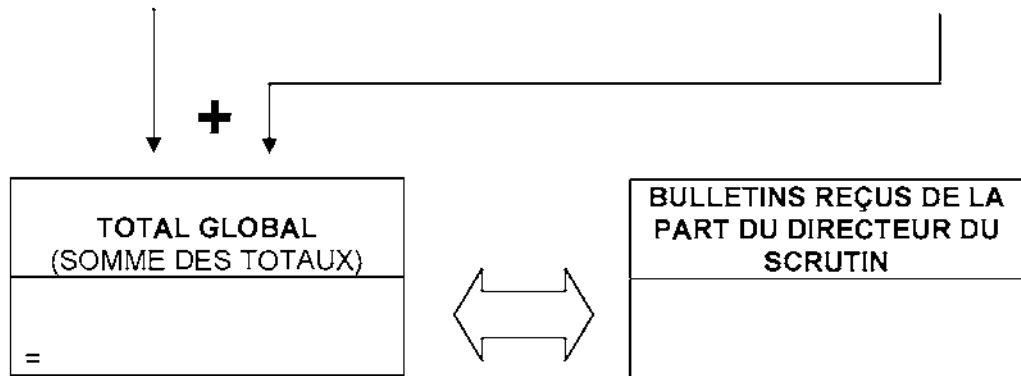 +
TOTAL GLOBAL
(SOMME DES TOTAUX)
=
BULLETINS REÇUS DE LA
PART DU DIRECTEUR DU
SCRUTIN